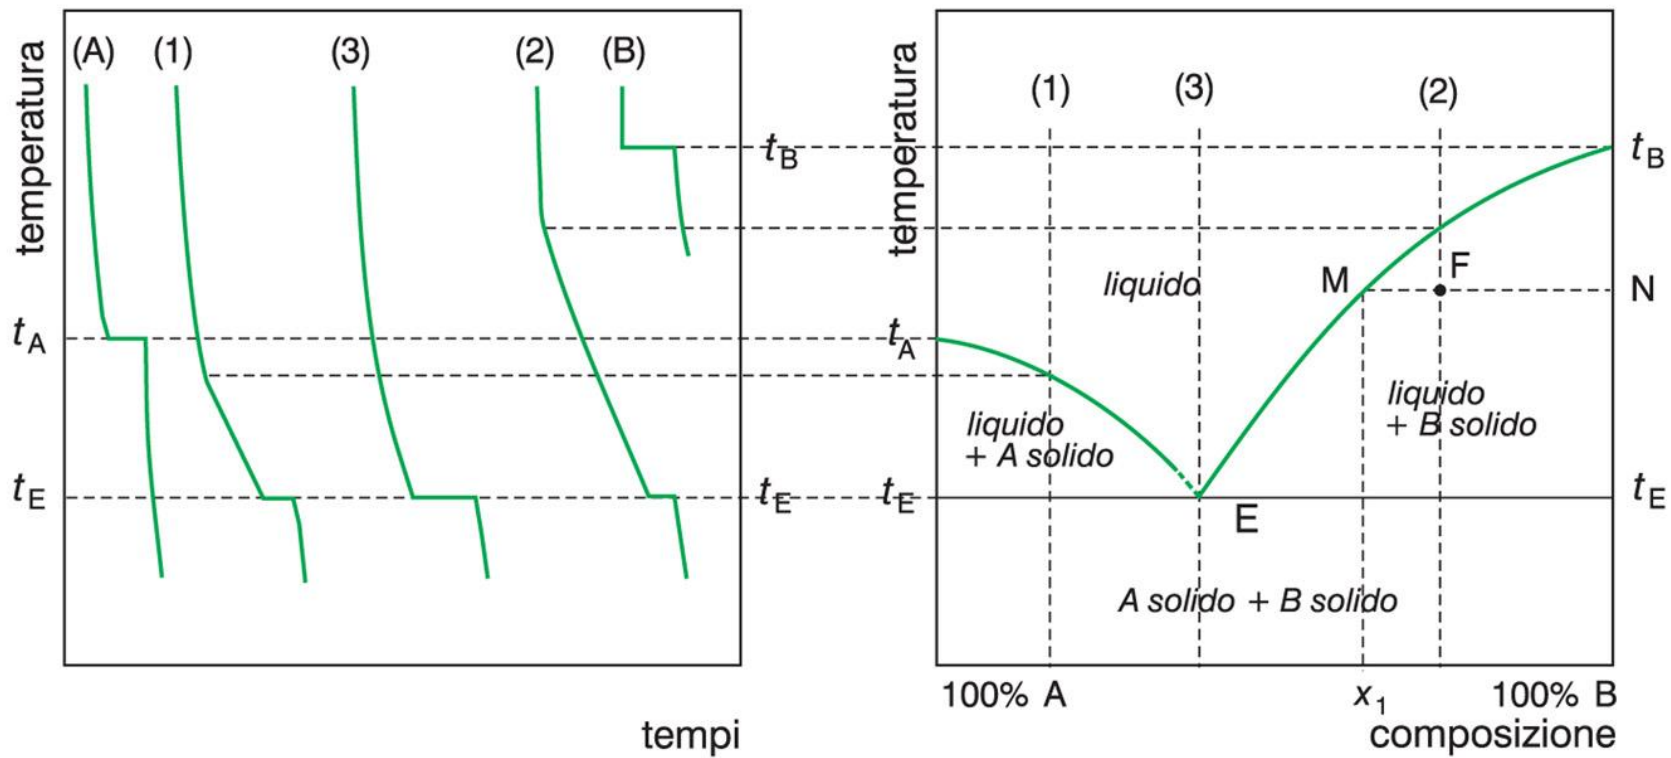 (A) (1) (3) (2) (B)
temperatura
tB
tA
tE
tE
tempi
temperatura
(1) (3) (2)
tB
F
M
N
liquido
tA
liquido
+ B solido
liquido
+ A solido
tE
tE
E
A solido + B solido
100% A x1 100% B
composizione